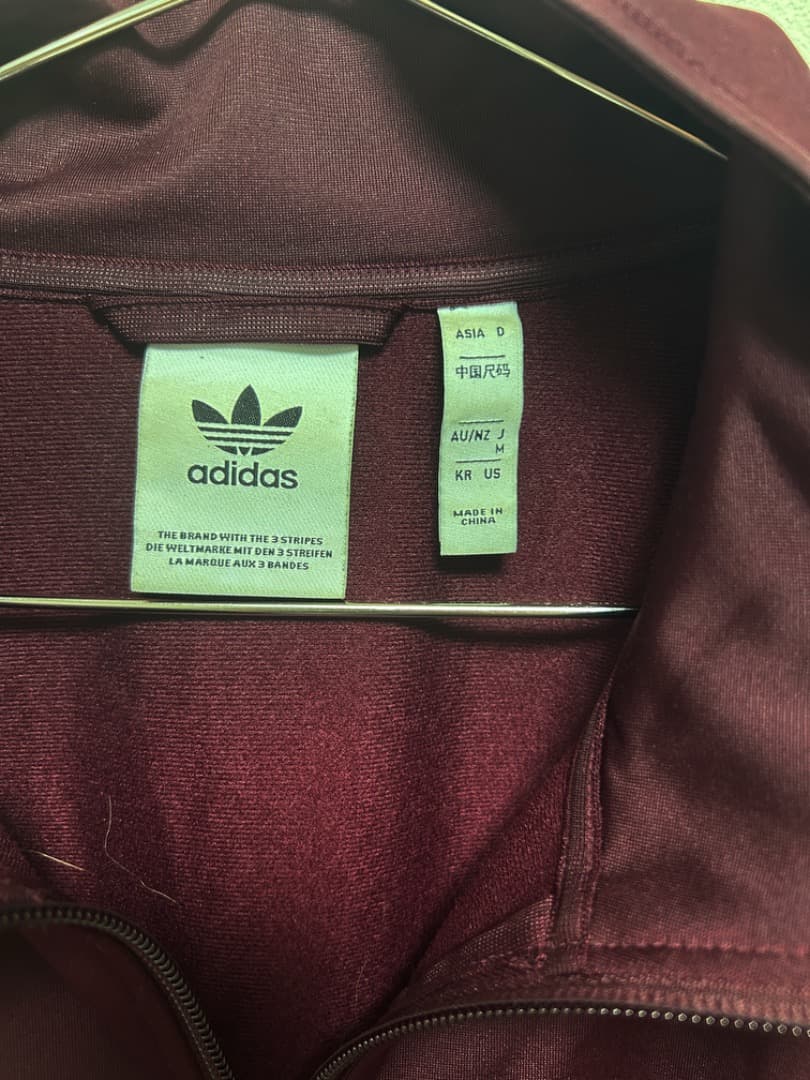 adidas
THE BRAND WITH THE 3 STRIPES
DIE WELTMARKE MIT DEN 3 STREIFEN
LA MARQUE AUX 3 BANDES
ASIA D
中国尺码
AU/NZ J
M
KR US
MADE IN
CHINA